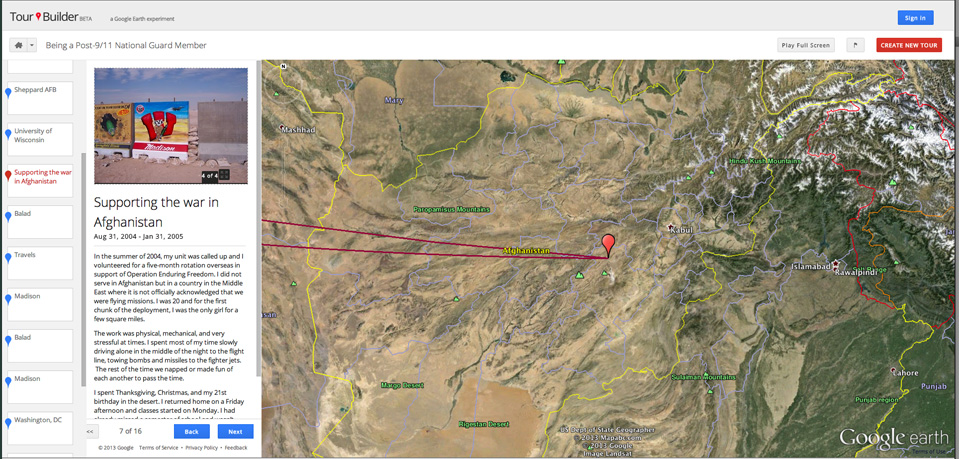 Tour Builder BETA a Google Earth experiment
Sign in
Being a Post-9/11 National Guard Member
Play Full Screen
CREATE NEW TOUR
Sheppard AFB
University of
Wisconsin
Supporting the war
in Afghanistan
Balad
Travels
Madison
Balad
Madison
Washington, DC
Madison
4 of 4
Supporting the war in
Afghanistan
Aug 31, 2004 - Jan 31, 2005
In the summer of 2004, my unit was called up and I
volunteered for a five-month rotation overseas in
support of Operation Enduring Freedom. I did not
serve in Afghanistan but in a country in the Middle
East where it is not officially acknowledged that we
were flying missions. I was 20 and for the first
chunk of the deployment, I was the only girl for a
few square miles.
The work was physical, mechanical, and very
stressful at times. I spent most of my time slowly
driving alone in the middle of the night to the flight
line, towing bombs and missiles to the fighter jets.
The rest of the time we napped or made fun of
each another to pass the time.
I spent Thanksgiving, Christmas, and my 21st
birthday in the desert. I returned home on a Friday
afternoon and classes started on Monday. I had
<< 7 of 16 Back Next
© 2013 Google Terms of Service • Privacy Policy • Feedback
N
Mary
Mashhad
Hindu Kush Mountains
Paropamisus Mountains
Kabul
Afghanistan
Islamabad
Rawalpindi
Sulaiman Mountains
Lahore
Margo Desert
Punjab
Punjab region
Rigestan Desert
US Dept of State Geographer
© 2013 Mapabc.com
© 2013 Google
Image Landsat
Google earth
Terms of Use